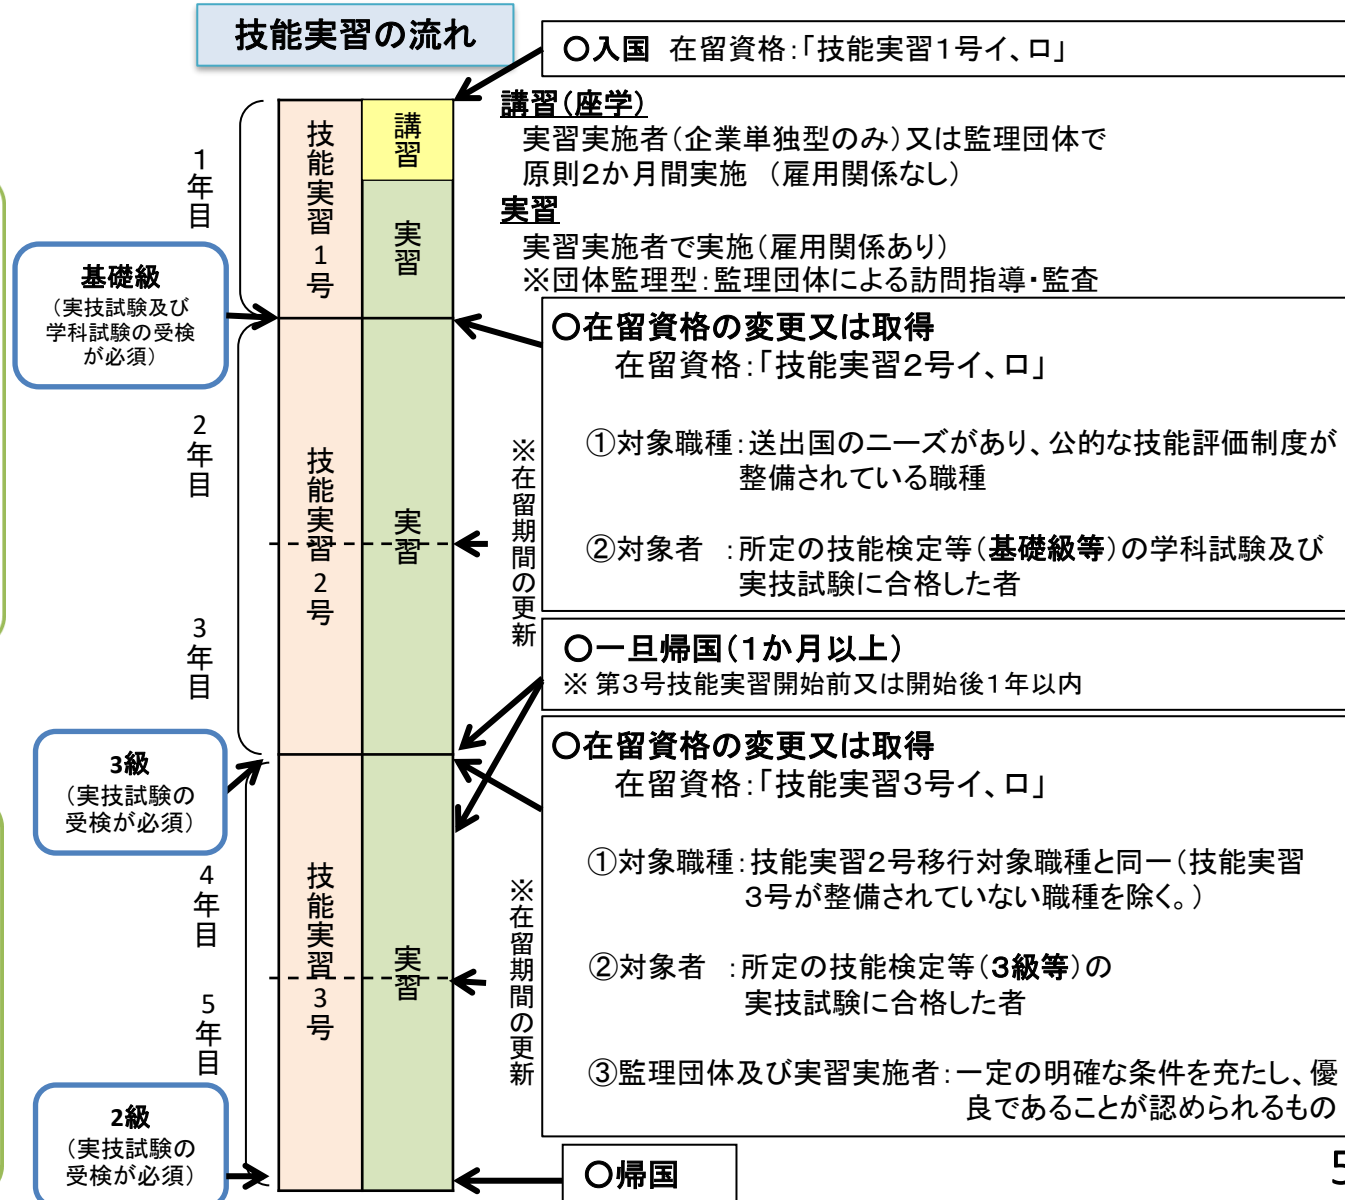 技能実習の流れ
〇入国 在留資格:「技能実習1号イ、ロ」
講習(座学)
実習実施者(企業単独型のみ)又は監理団体で
原則2か月間実施 (雇用関係なし)
実習
実習実施者で実施(雇用関係あり)
※団体監理型:監理団体による訪問指導・監査
1年目
技能実習1号
講習
実習
基礎級
(実技試験及び
学科試験の受検
が必須)
〇在留資格の変更又は取得
在留資格:「技能実習2号イ、ロ」
①対象職種:送出国のニーズがあり、公的な技能評価制度が
整備されている職種
②対象者 :所定の技能検定等(基礎級等)の学科試験及び
実技試験に合格した者
2年目
技能実習2号
実習
※在留期間の更新
3年目
〇一旦帰国(1か月以上)
※ 第3号技能実習開始前又は開始後1年以内
3級
(実技試験の
受検が必須)
〇在留資格の変更又は取得
在留資格:「技能実習3号イ、ロ」
①対象職種:技能実習2号移行対象職種と同一(技能実習
3号が整備されていない職種を除く。)
②対象者 :所定の技能検定等(3級等)の
実技試験に合格した者
③監理団体及び実習実施者:一定の明確な条件を充たし、優
良であることが認められるもの
4年目
技能実習3号
実習
※在留期間の更新
5年目
2級
(実技試験の
受検が必須)
〇帰国
5